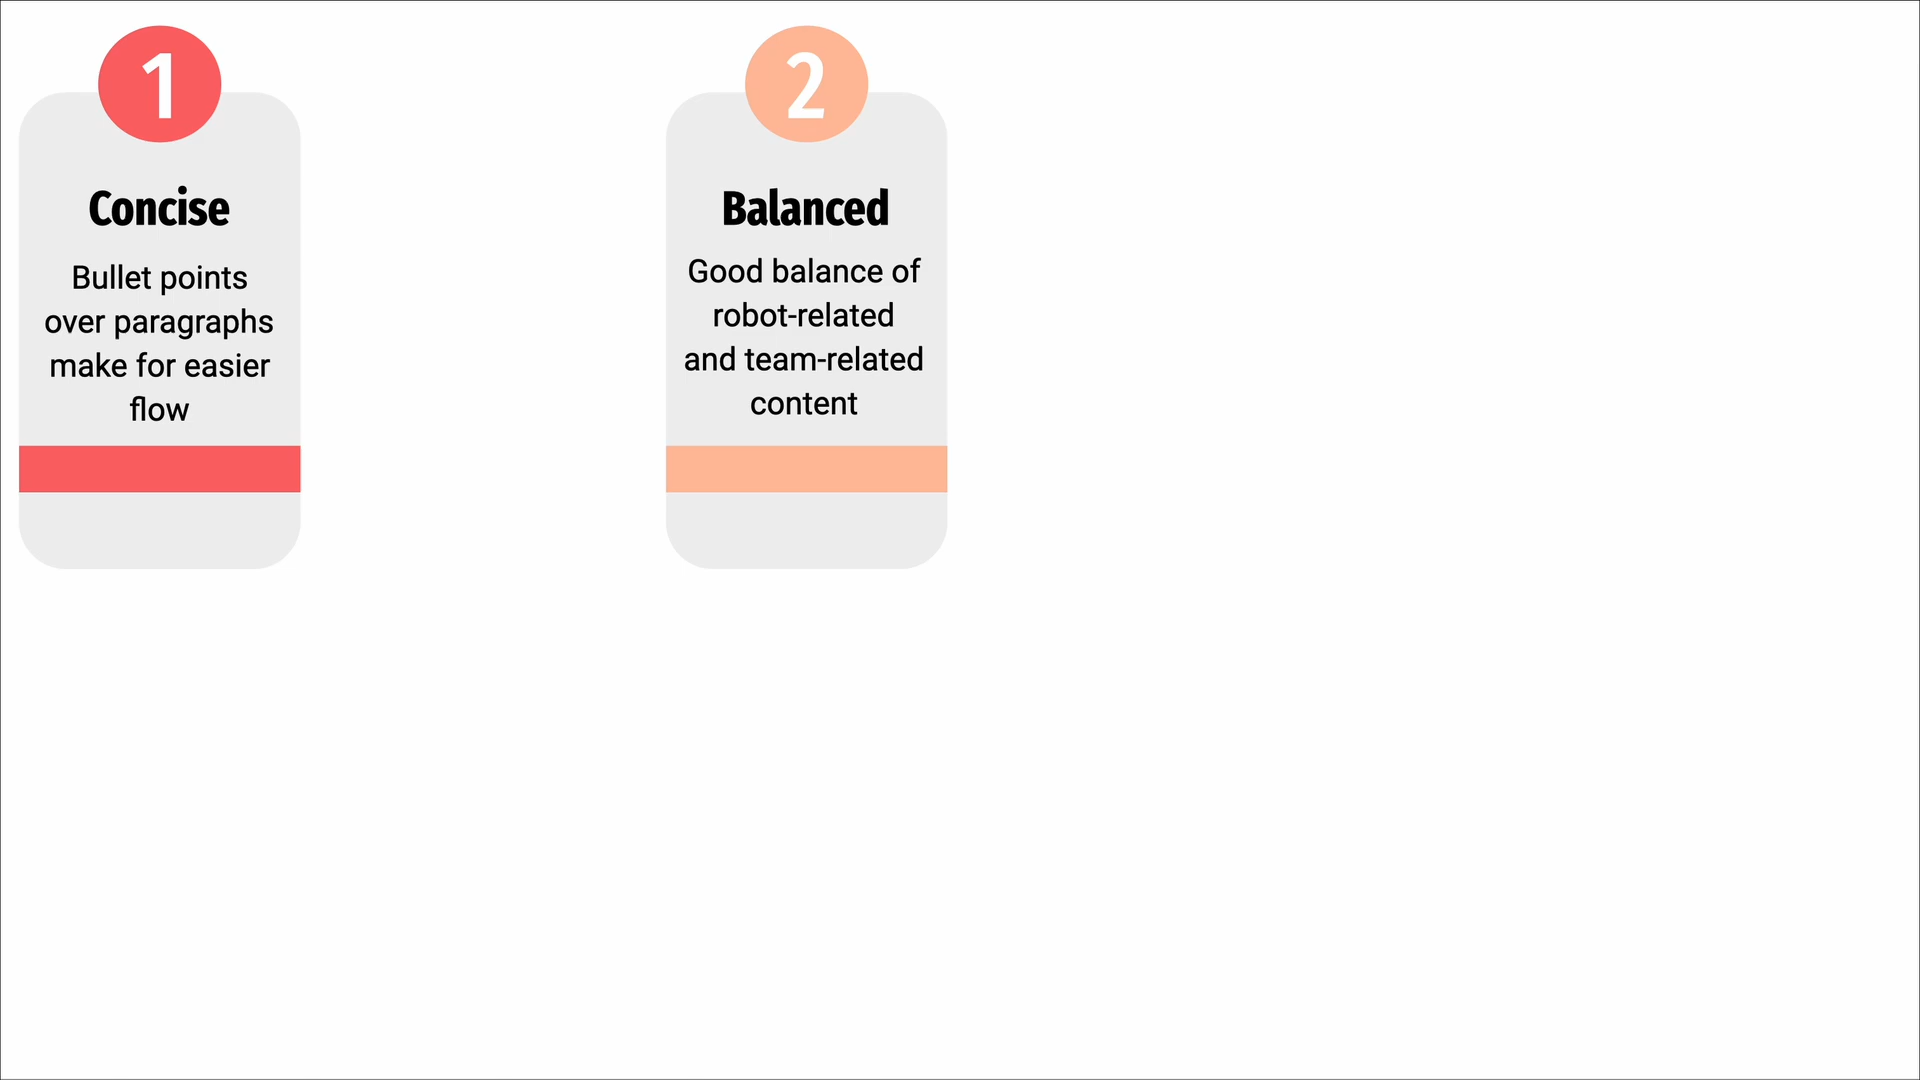 1
Concise
Bullet points
over paragraphs
make for easier
flow
2
Balanced
Good balance of
robot-related
and team-related
content